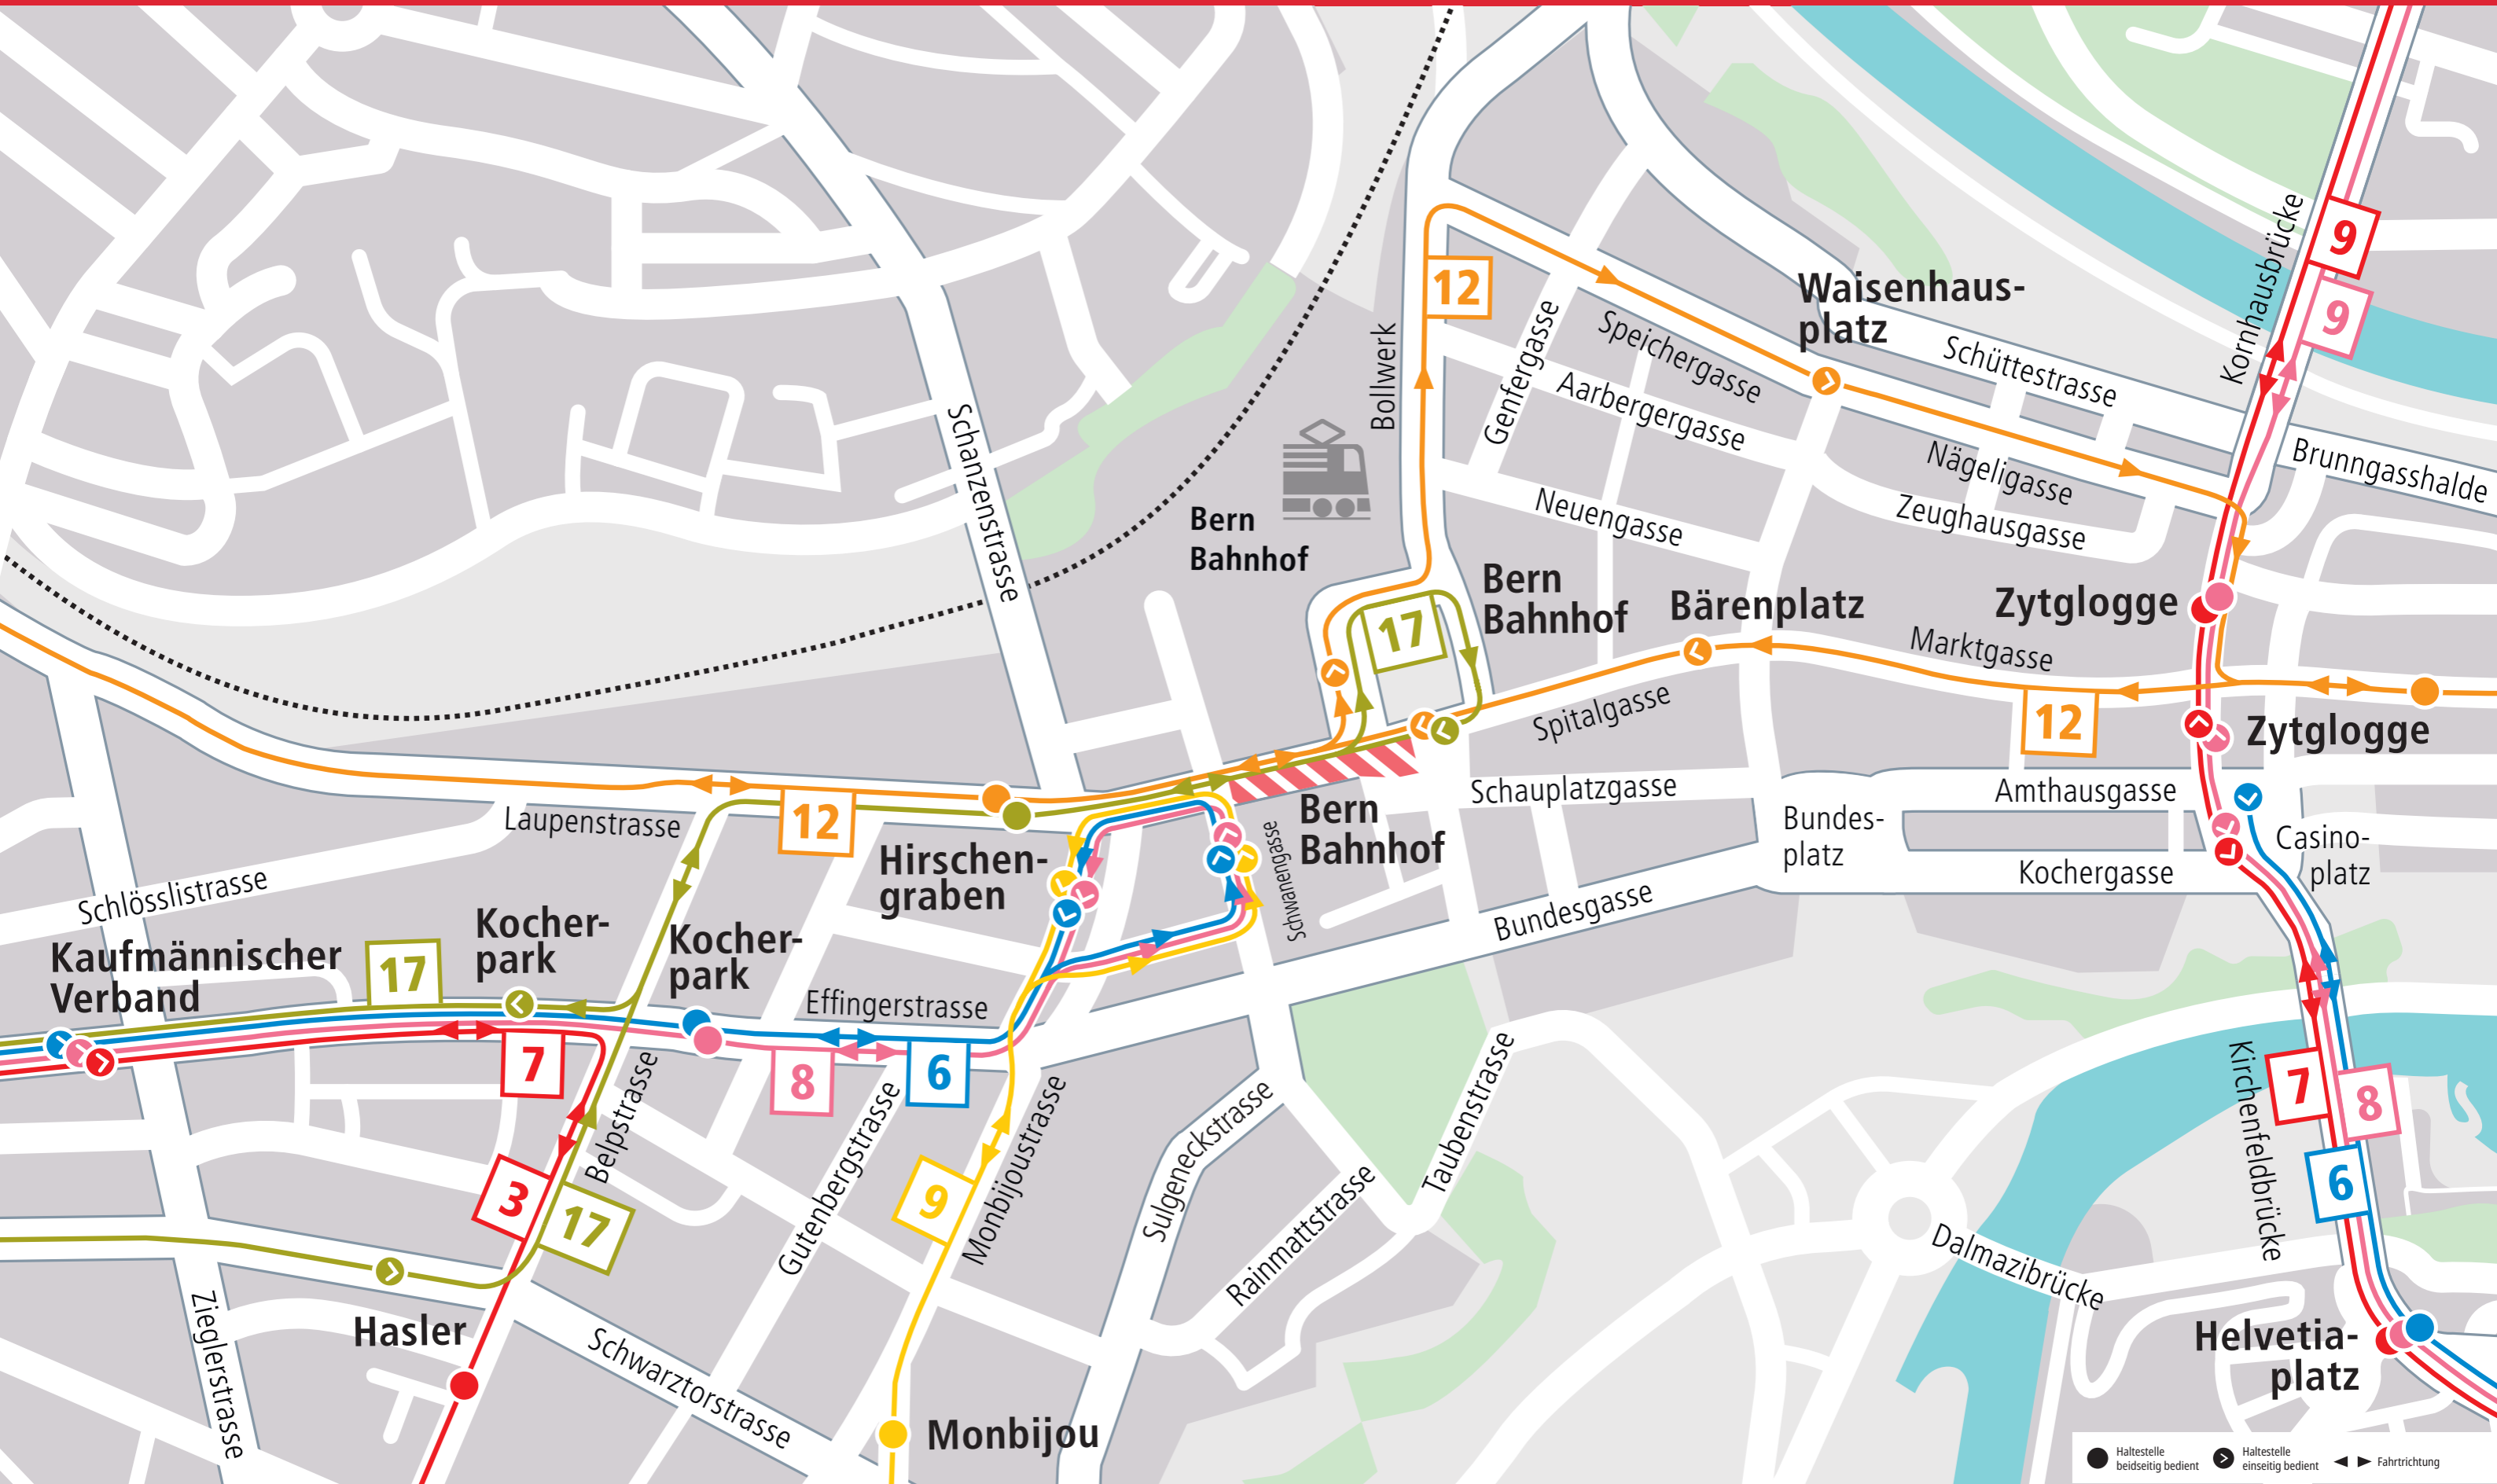 Kornhausbrücke
9
9
12
Waisenhaus-
platz
Speichergasse
Schüttestrasse
Bollwerk
Genfergasse
Aarbergergasse
Schanzenstrasse
Nägeligasse
Brunngasshalde
Neuengasse
Zeughausgasse
Bern
Bahnhof
Bern
Bahnhof
Bärenplatz
Zytglogge
17
Marktgasse
Spitalgasse
12
Zytglogge
Laupenstrasse
12
Schauplatzgasse
Amthausgasse
Bern
Bahnhof
Bundes-
platz
Casino-
platz
Hirschen-
graben
Schwanengasse
Kochergasse
Schlösslistrasse
Bundesgasse
Kocher-
park
Kocher-
park
Kaufmännischer
Verband
17
Effingerstrasse
7
8
6
Belpstrasse
Gutenbergstrasse
Monbijoustrasse
Sulgeneckstrasse
Taubenstrasse
Kirchenfeldbrücke
7
8
3
17
9
6
Rainmattstrasse
Dalmazibrücke
Zieglerstrasse
Hasler
Schwarztorstrasse
Helvetia-
platz
Monbijou
Haltestelle
beidseitig bedient
Haltestelle
einseitig bedient
Fahrtrichtung